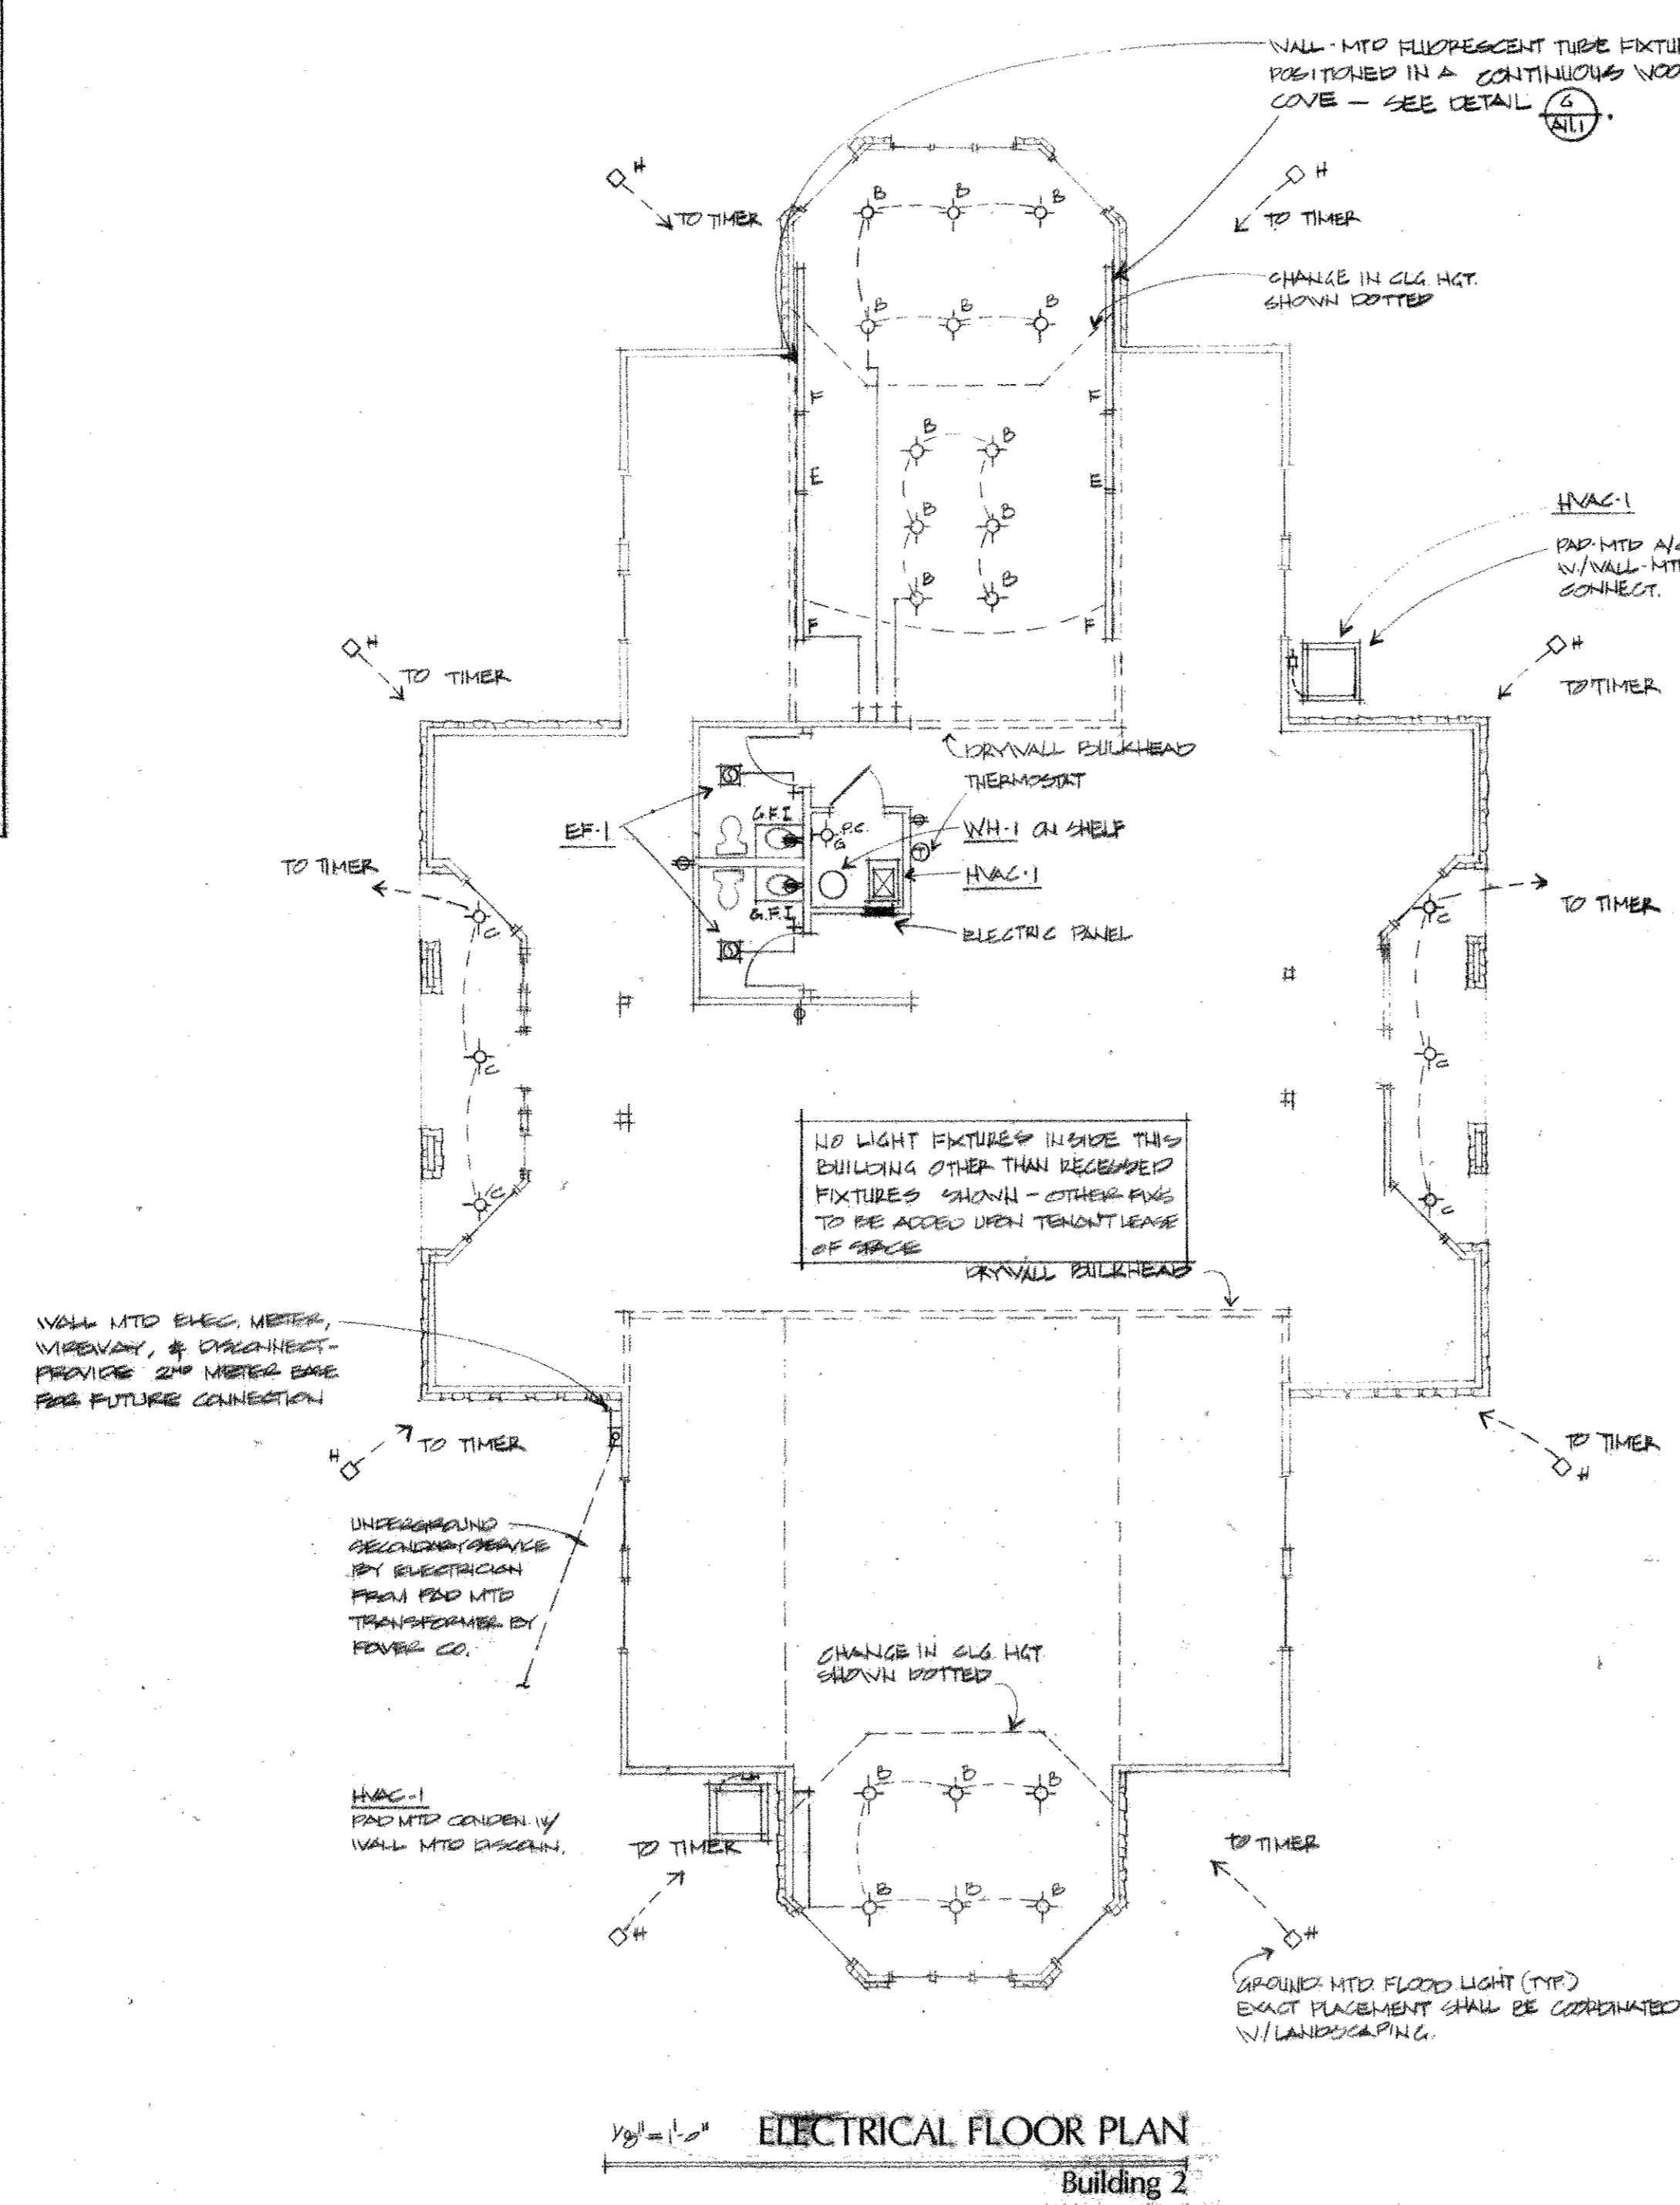 WALL-MTD FLUORESCENT TUBE
POSITIONED IN A CONTINUOUS
COVE — SEE DETAIL G
A11.1
H
TO TIMER
H
TO TIMER
B B B
CHANGE IN CLG. HGT.
SHOWN DOTTED
B B B
F F
B B
E E
HVAC-1
B B
PAD-MTD
W./WALL-
CONNECT.
B B
F F
H
TO TIMER
H
TO TIMER
DRYWALL BULKHEAD
THERMOSTAT
G.F.I
EF-1
P.C.
G
WH-1 ON SHELF
TO TIMER
HVAC-1
G.F.I
TO TIMER
C C
ELECTRIC PANEL
C C
NO LIGHT FIXTURES INSIDE THIS
BUILDING OTHER THAN RECESSED
FIXTURES SHOWN - OTHER FIXS
TO BE ADDED UPON TENANT LEASE
OF SPACE
C C
DRYWALL BULKHEAD
WALL MTD ELEC. METER,
WIREWAY, & DISCONNECT-
PROVIDE 2ND METER BASE
FOR FUTURE CONNECTION
H
TO TIMER
TO TIMER
H
UNDERGROUND
SECONDARY SERVICE
BY ELECTRICIAN
FROM PAD MTD
TRANSFORMER BY
POWER CO.
CHANGE IN CLG. HGT.
SHOWN DOTTED
HVAC-1
PAD MTD CONDEN. W/
WALL MTD DISCONN.
B B B
TO TIMER
TO TIMER
B B B
H
H
GROUND-MTD. FLOOD LIGHT (TYP.)
EXACT PLACEMENT SHALL BE COORDINATED
W./LANDSCAPING.
1/8"=1'-0" ELECTRICAL FLOOR PLAN
Building 2